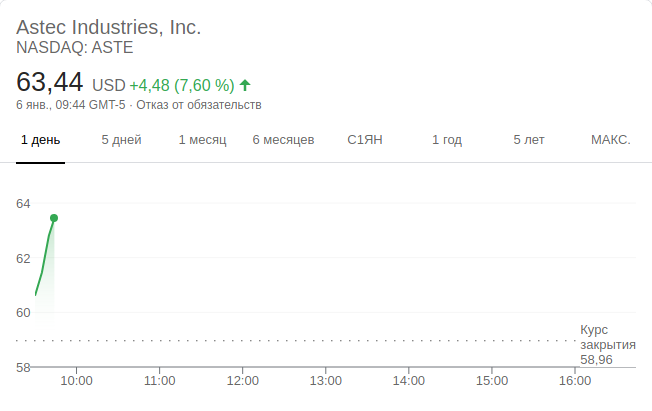 Astec Industries, Inc.
NASDAQ: ASTE
63,44 USD +4,48 (7,60 %)
6 янв., 09:44 GMT-5 · Отказ от обязательств
1 день 5 дней 1 месяц 6 месяцев С1ЯН 1 год 5 лет МАКС.
64
62
60
Курс
закрытия
58,96
58
10:00 11:00 12:00 13:00 14:00 15:00 16:00